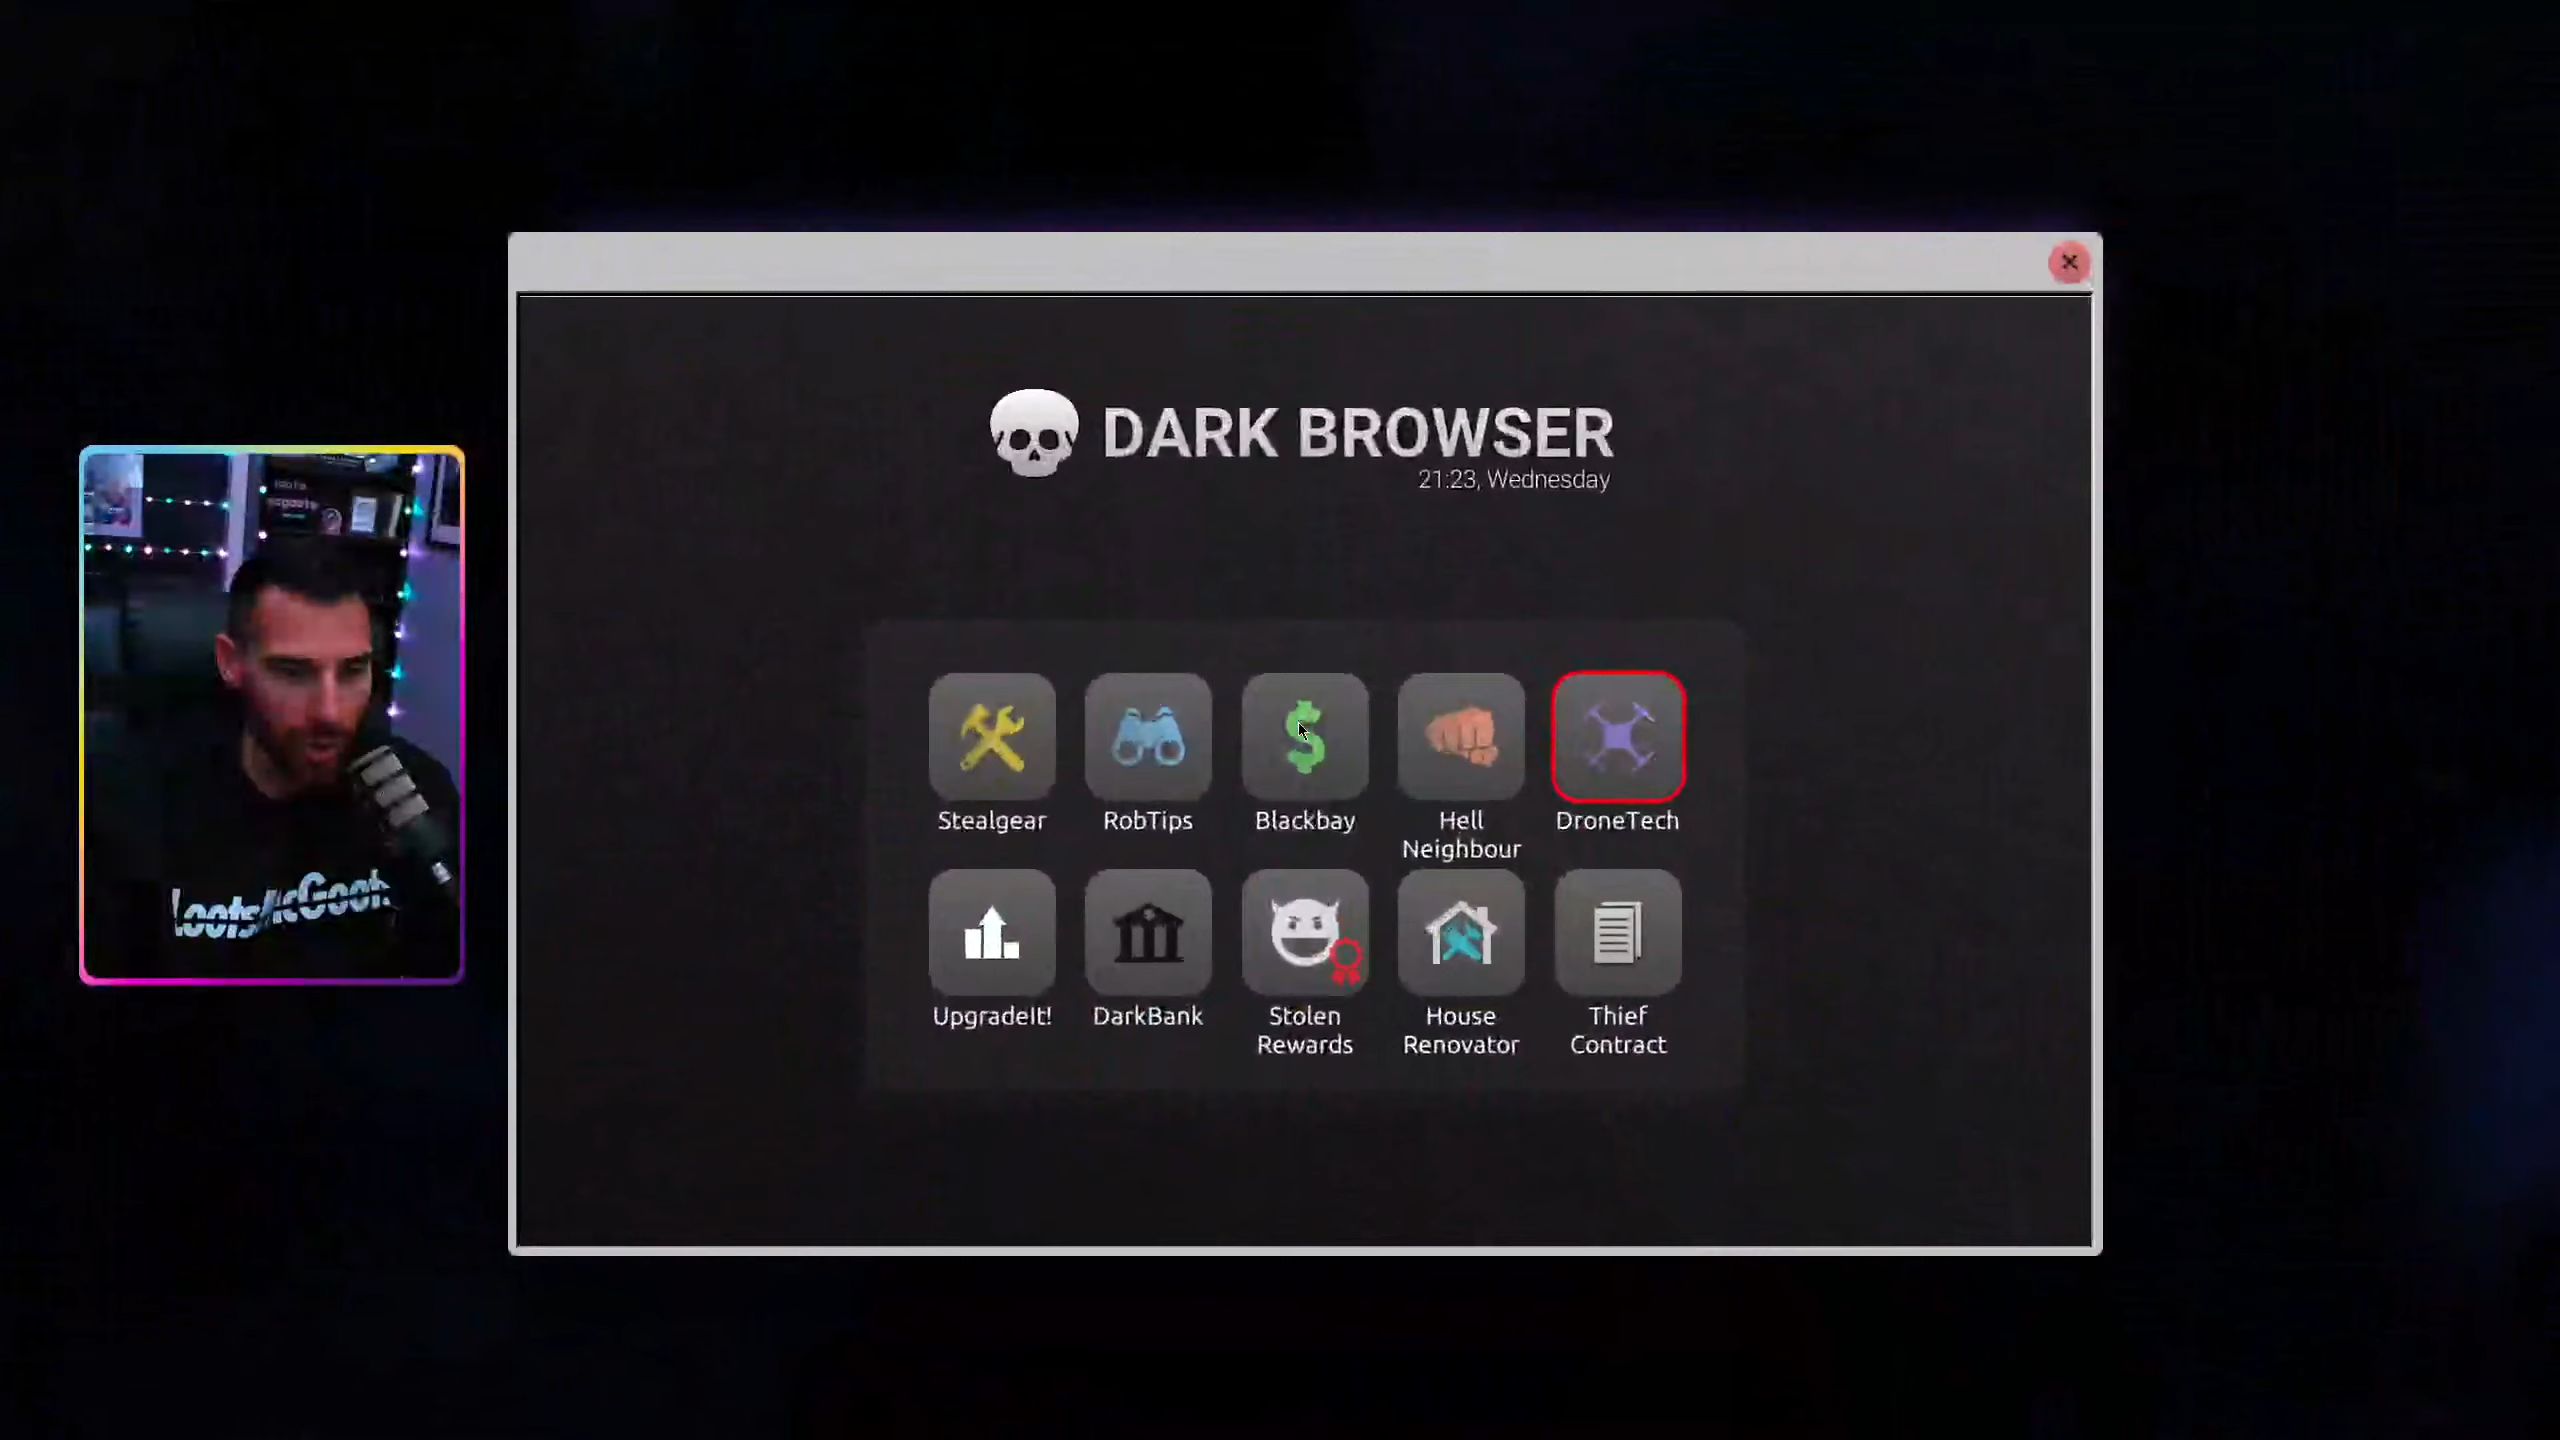 DARK BROWSER
21:23, Wednesday
Stealgear
RobTips
Blackbay
Hell
Neighbour
DroneTech
UpgradeIt!
DarkBank
Stolen
Rewards
House
Renovator
Thief
Contract